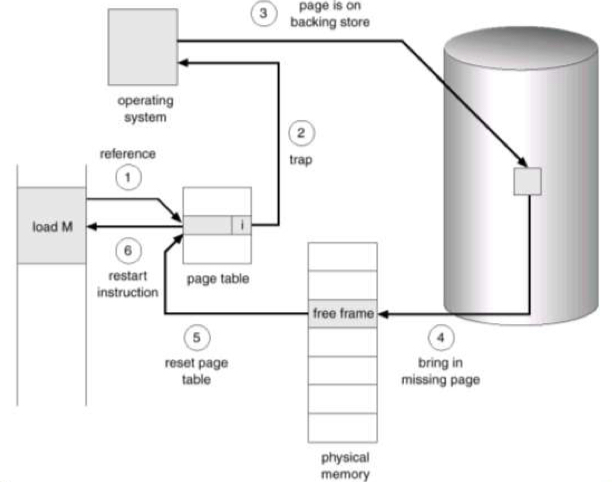 3
page is on
backing store
operating
system
2
trap
reference
1
load M
i
6
restart
instruction
page table
free frame
5
reset page
table
4
bring in
missing page
physical
memory